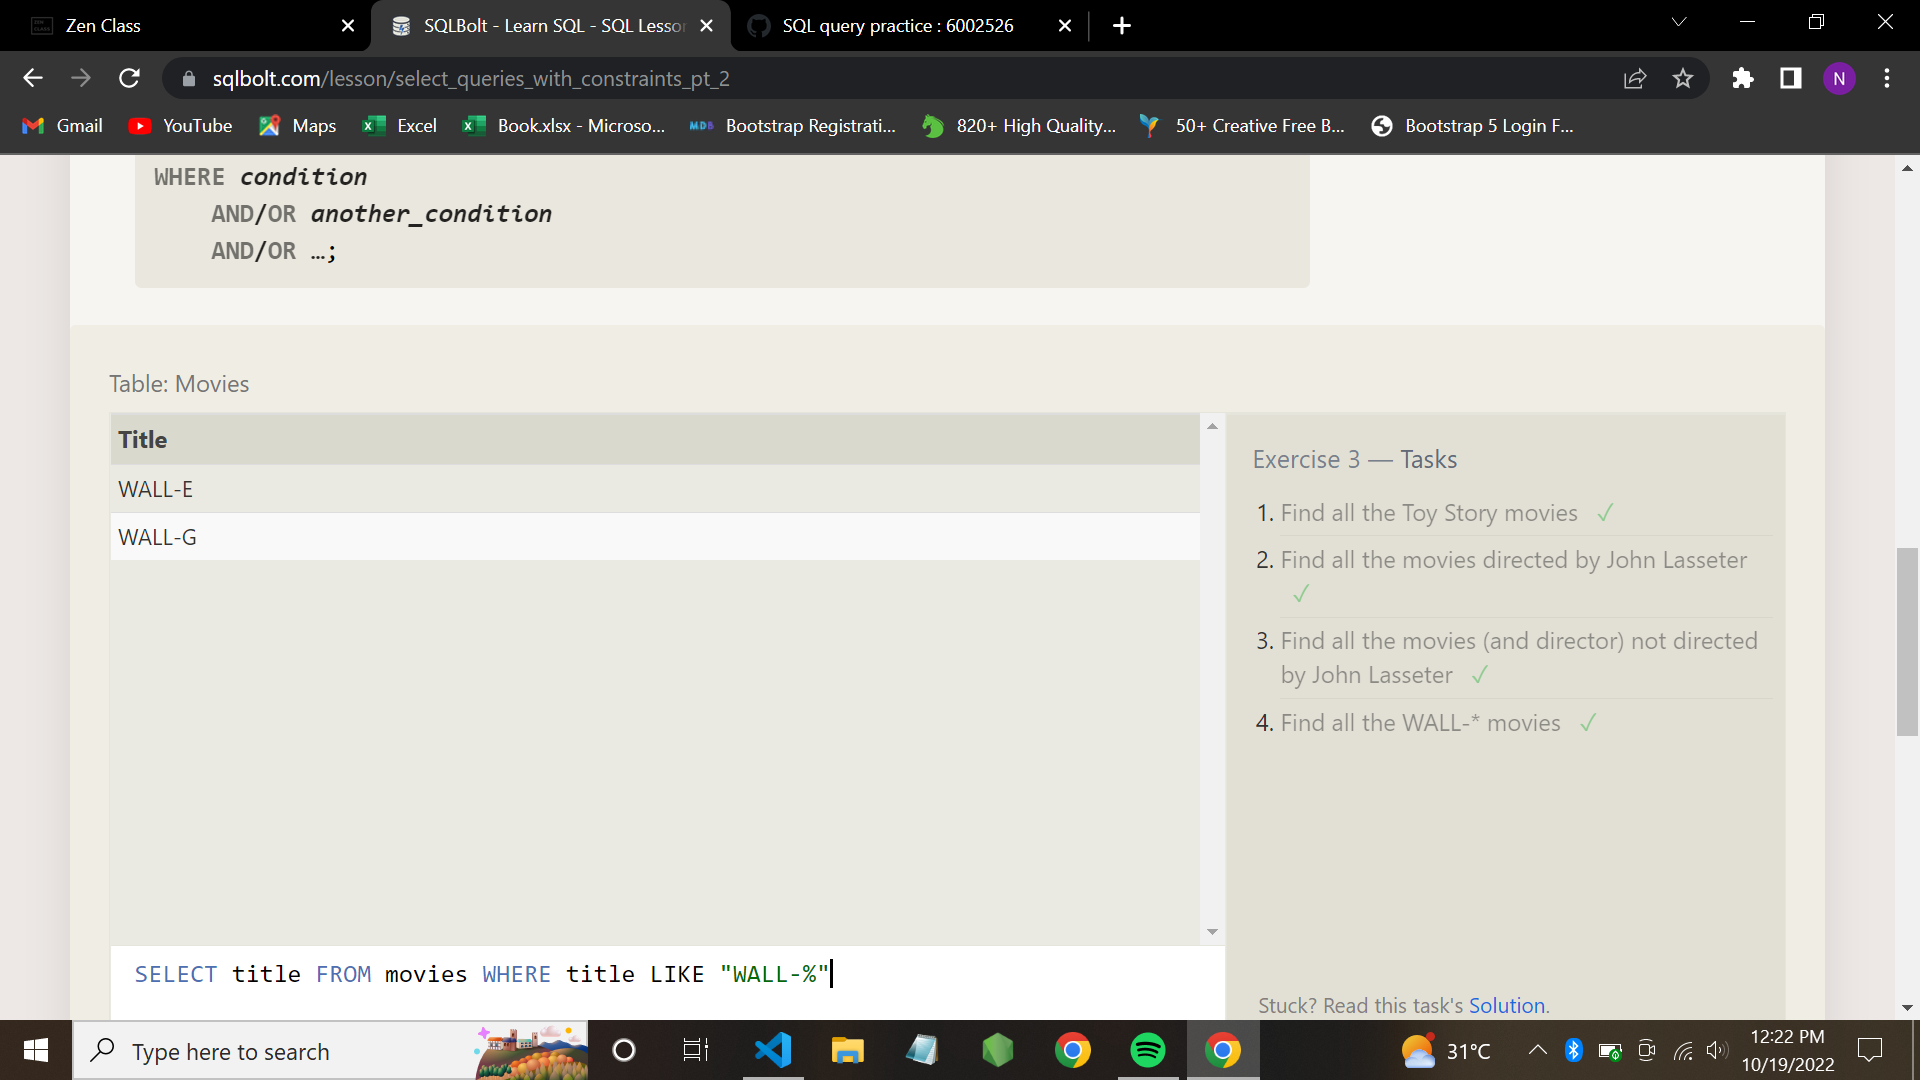 Zen Class
SQLBolt - Learn SQL - SQL Lesso
SQL query practice : 6002526
sqlbolt.com/lesson/select_queries_with_constraints_pt_2
N
Gmail
YouTube
Maps
Excel
Book.xlsx - Microso...
MDB
Bootstrap Registrati...
820+ High Quality...
50+ Creative Free B...
Bootstrap 5 Login F...
WHERE condition
AND/OR another_condition
AND/OR …;
Table: Movies
Title
WALL-E
WALL-G
Exercise 3 — Tasks
1. Find all the Toy Story movies ✓
2. Find all the movies directed by John Lasseter
✓
3. Find all the movies (and director) not directed
by John Lasseter ✓
4. Find all the WALL-* movies ✓
SELECT title FROM movies WHERE title LIKE "WALL-%"
Stuck? Read this task's Solution.
Type here to search
31°C
12:22 PM
10/19/2022